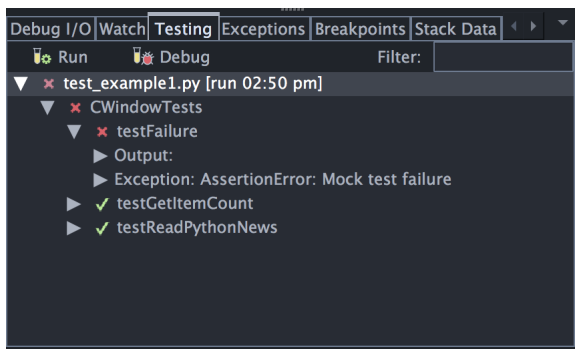 Debug I/O Watch Testing Exceptions Breakpoints Stack Data
Run Debug Filter:
test_example1.py [run 02:50 pm]
CWindowTests
testFailure
Output:
Exception: AssertionError: Mock test failure
testGetItemCount
testReadPythonNews